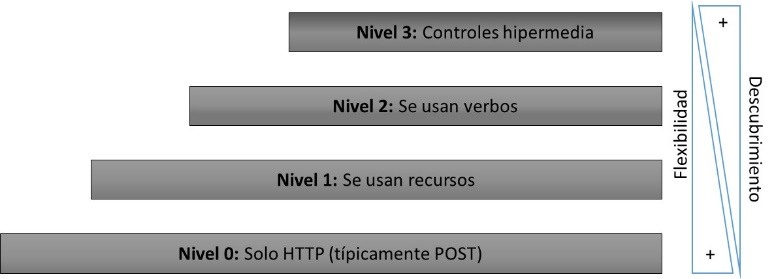 Nivel 3: Controles hipermedia
Nivel 2: Se usan verbos
Nivel 1: Se usan recursos
Nivel 0: Solo HTTP (típicamente POST)
Flexibilidad
+
+
Descubrimiento